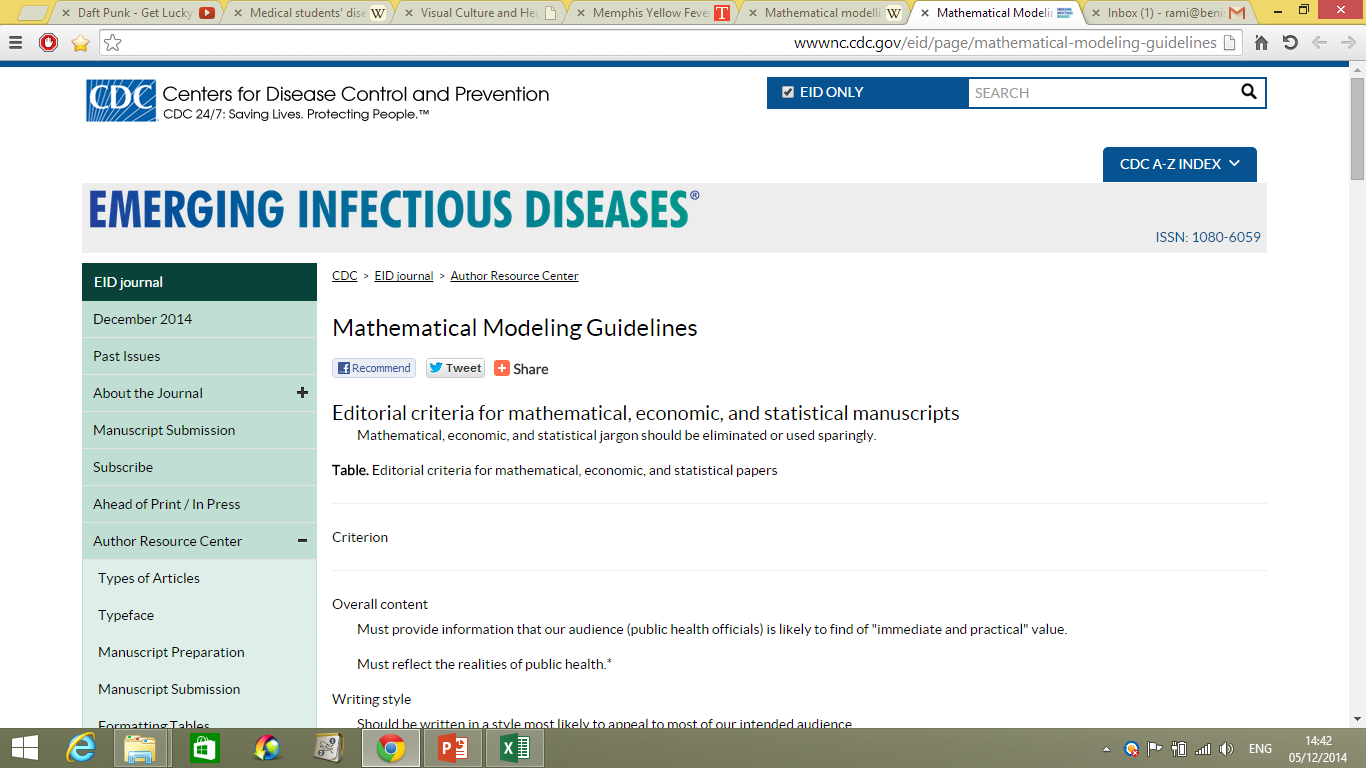 Daft Punk - Get Lucky
Medical students' dise
Visual Culture and He
Memphis Yellow Feve
Mathematical modelli
Mathematical Modelin
Inbox (1) - rami@beni
wwwnc.cdc.gov/eid/page/mathematical-modeling-guidelines
CDC Centers for Disease Control and Prevention
CDC 24/7: Saving Lives. Protecting People.™
EID ONLY
SEARCH
CDC A-Z INDEX
EMERGING INFECTIOUS DISEASES®
ISSN: 1080-6059
EID journal
December 2014
Past Issues
About the Journal
Manuscript Submission
Subscribe
Ahead of Print / In Press
Author Resource Center
Types of Articles
Typeface
Manuscript Preparation
Manuscript Submission
Formatting Tables
CDC > EID journal > Author Resource Center
Mathematical Modeling Guidelines
Recommend Tweet Share
Editorial criteria for mathematical, economic, and statistical manuscripts
Mathematical, economic, and statistical jargon should be eliminated or used sparingly.
Table. Editorial criteria for mathematical, economic, and statistical papers
Criterion
Overall content
Must provide information that our audience (public health officials) is likely to find of "immediate and practical" value.
Must reflect the realities of public health.*
Writing style
Should be written in a style most likely to appeal to most of our intended audience
ENG
14:42
05/12/2014